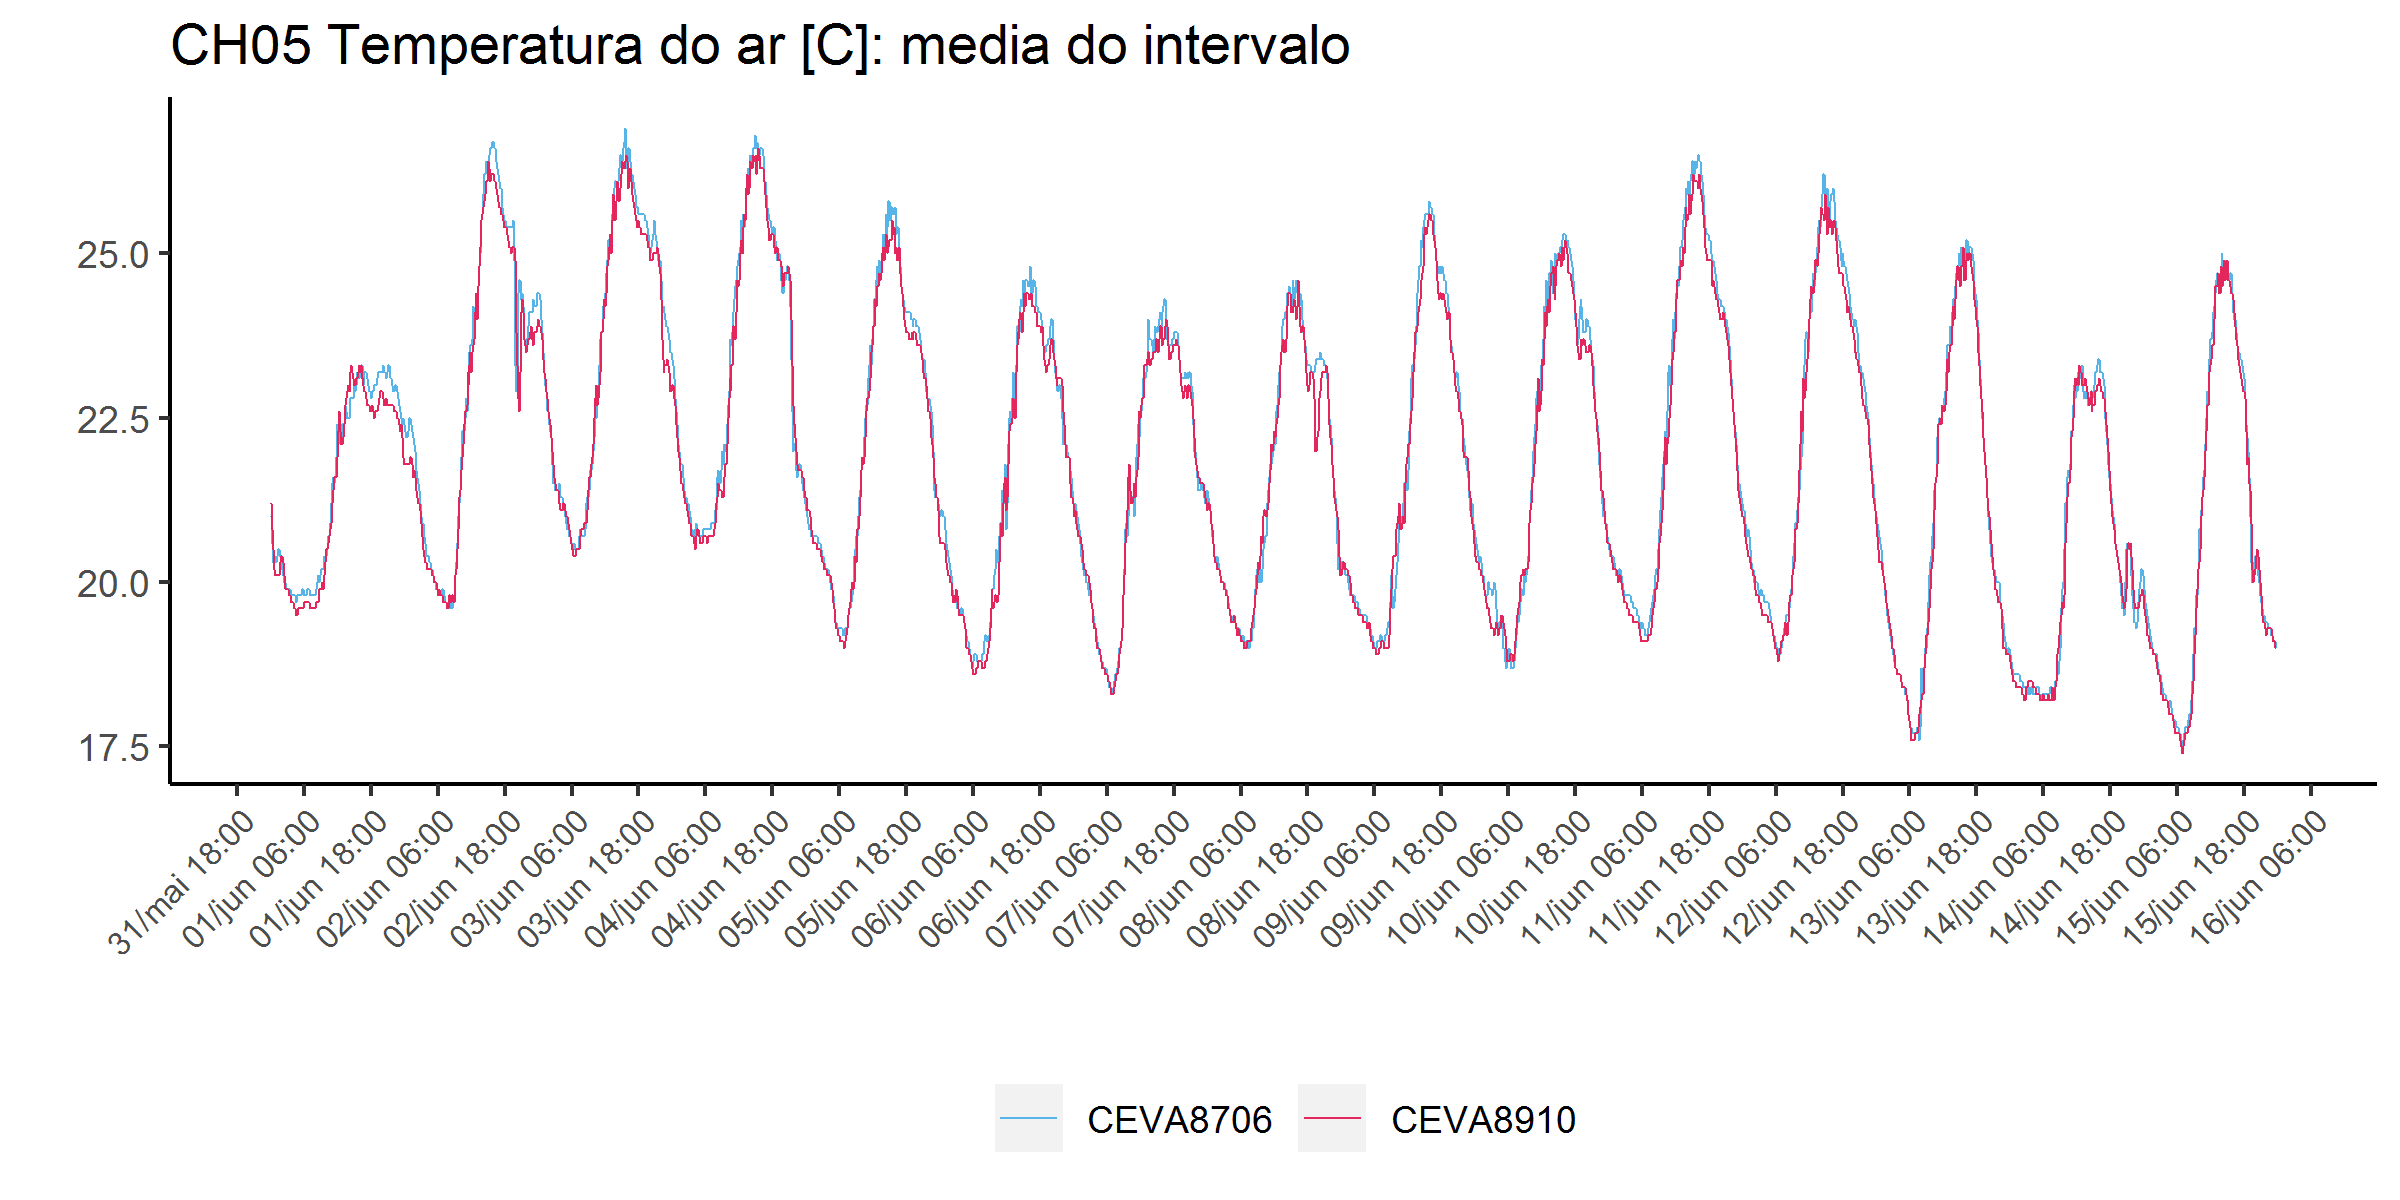 CH05 Temperatura do ar [C]: media do intervalo
25.0
22.5
20.0
17.5
31/mai 18:00
01/jun 06:00
01/jun 18:00
02/jun 06:00
02/jun 18:00
03/jun 06:00
03/jun 18:00
04/jun 06:00
04/jun 18:00
05/jun 06:00
05/jun 18:00
06/jun 06:00
06/jun 18:00
07/jun 06:00
07/jun 18:00
08/jun 06:00
08/jun 18:00
09/jun 06:00
09/jun 18:00
10/jun 06:00
10/jun 18:00
11/jun 06:00
11/jun 18:00
12/jun 06:00
12/jun 18:00
13/jun 06:00
13/jun 18:00
14/jun 06:00
14/jun 18:00
15/jun 06:00
15/jun 18:00
16/jun 06:00
CEVA8706 CEVA8910